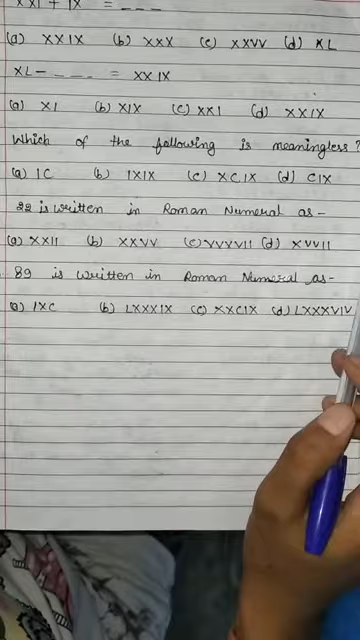 XXI + IX = ___
(a) XXIX (b) XXX (c) XXVV (d) XL
XL - ____ = XXIX
(a) XI (b) XIX (c) XXI (d) XXIX
Which of the following is meaningless?
(a) IC (b) IXIX (c) XCIX (d) CIX
22 is written in Roman Numeral as-
(a) XXII (b) XXVV (c) VVVVII (d) XVVII
89 is written in Roman Numeral as-
(a) IXC (b) LXXXIX (c) XXCIX (d) LXXXVIV